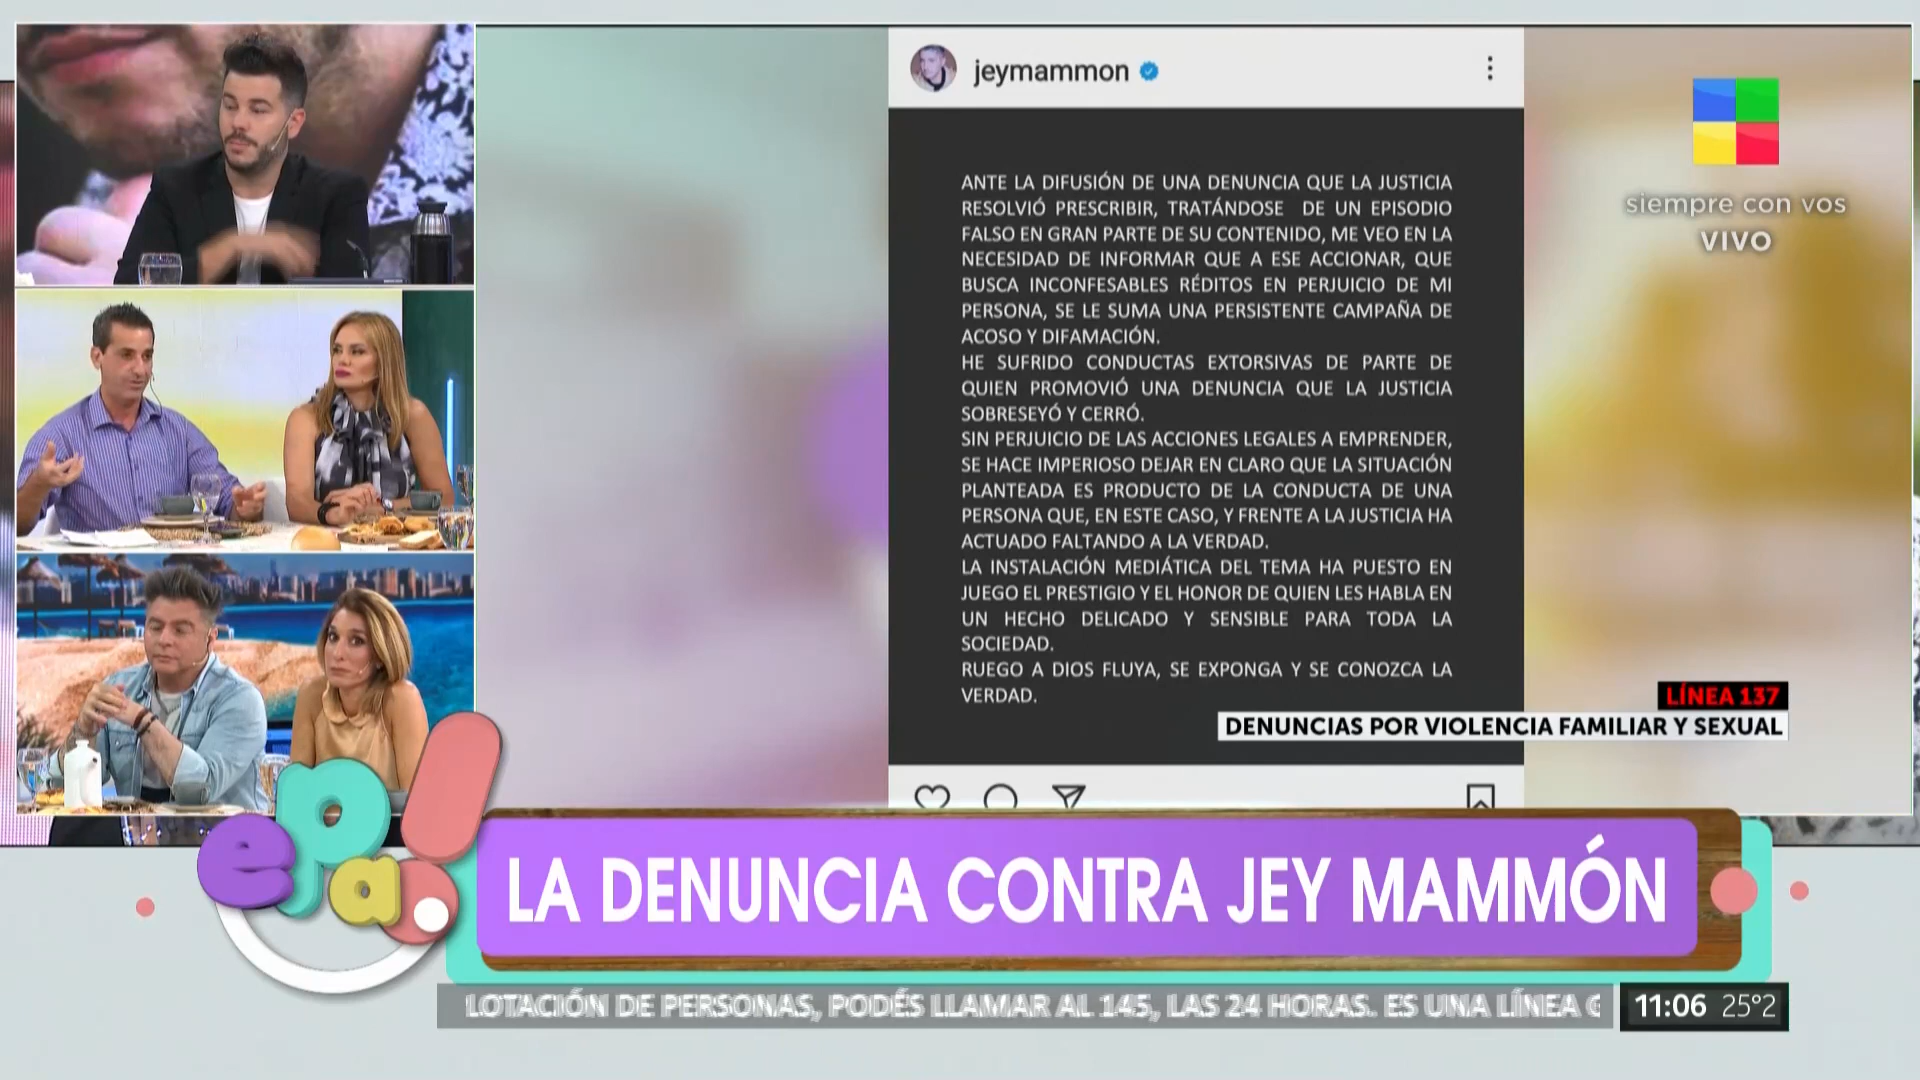 jeymammon
ANTE LA DIFUSIÓN DE UNA DENUNCIA QUE LA JUSTICIA
RESOLVIÓ PRESCRIBIR, TRATÁNDOSE DE UN EPISODIO
FALSO EN GRAN PARTE DE SU CONTENIDO, ME VEO EN LA
NECESIDAD DE INFORMAR QUE A ESE ACCIONAR, QUE
BUSCA INCONFESABLES RÉDITOS EN PERJUICIO DE MI
PERSONA, SE LE SUMA UNA PERSISTENTE CAMPAÑA DE
ACOSO Y DIFAMACIÓN.
HE SUFRIDO CONDUCTAS EXTORSIVAS DE PARTE DE
QUIEN PROMOVIÓ UNA DENUNCIA QUE LA JUSTICIA
SOBRESEYÓ Y CERRÓ.
SIN PERJUICIO DE LAS ACCIONES LEGALES A EMPRENDER,
SE HACE IMPERIOSO DEJAR EN CLARO QUE LA SITUACIÓN
PLANTEADA ES PRODUCTO DE LA CONDUCTA DE UNA
PERSONA QUE, EN ESTE CASO, Y FRENTE A LA JUSTICIA HA
ACTUADO FALTANDO A LA VERDAD.
LA INSTALACIÓN MEDIÁTICA DEL TEMA HA PUESTO EN
JUEGO EL PRESTIGIO Y EL HONOR DE QUIEN LES HABLA EN
UN HECHO DELICADO Y SENSIBLE PARA TODA LA
SOCIEDAD.
RUEGO A DIOS FLUYA, SE EXPONGA Y SE CONOZCA LA
VERDAD.
siempre con vos
VIVO
LÍNEA 137
DENUNCIAS POR VIOLENCIA FAMILIAR Y SEXUAL
epa!
LA DENUNCIA CONTRA JEY MAMMÓN
LOTACIÓN DE PERSONAS, PODÉS LLAMAR AL 145, LAS 24 HORAS. ES UNA LÍNEA G
11:06 25°2